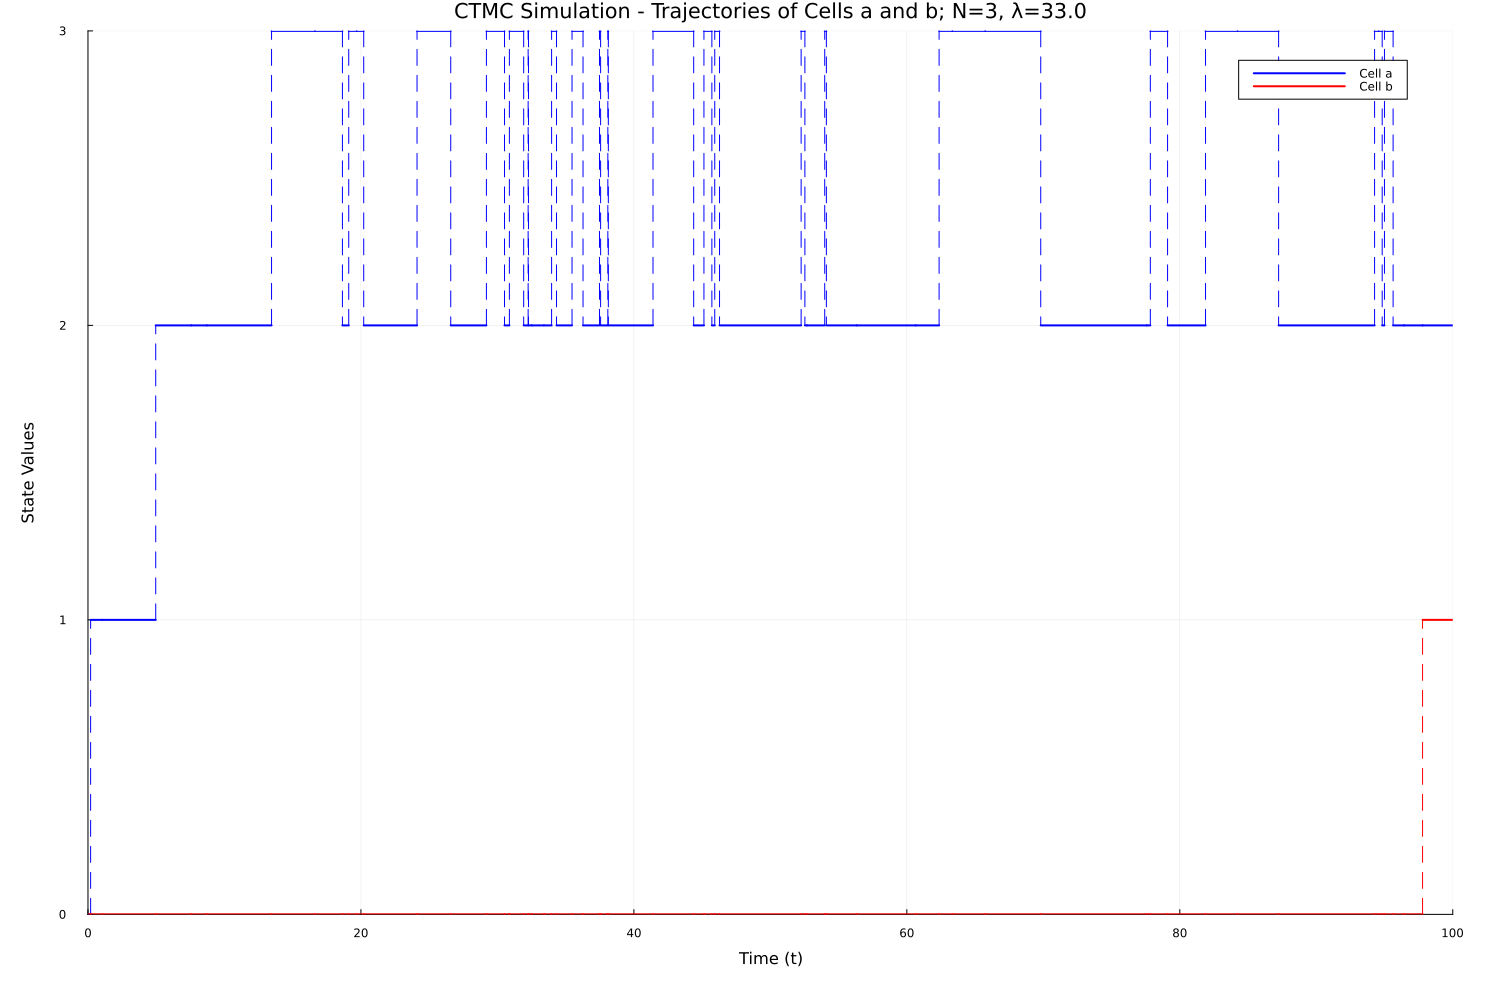 CTMC Simulation - Trajectories of Cells a and b; N=3, λ=33.0
3
Cell a
Cell b
2
State Values
1
0
0 20 40 60 80 100
Time (t)